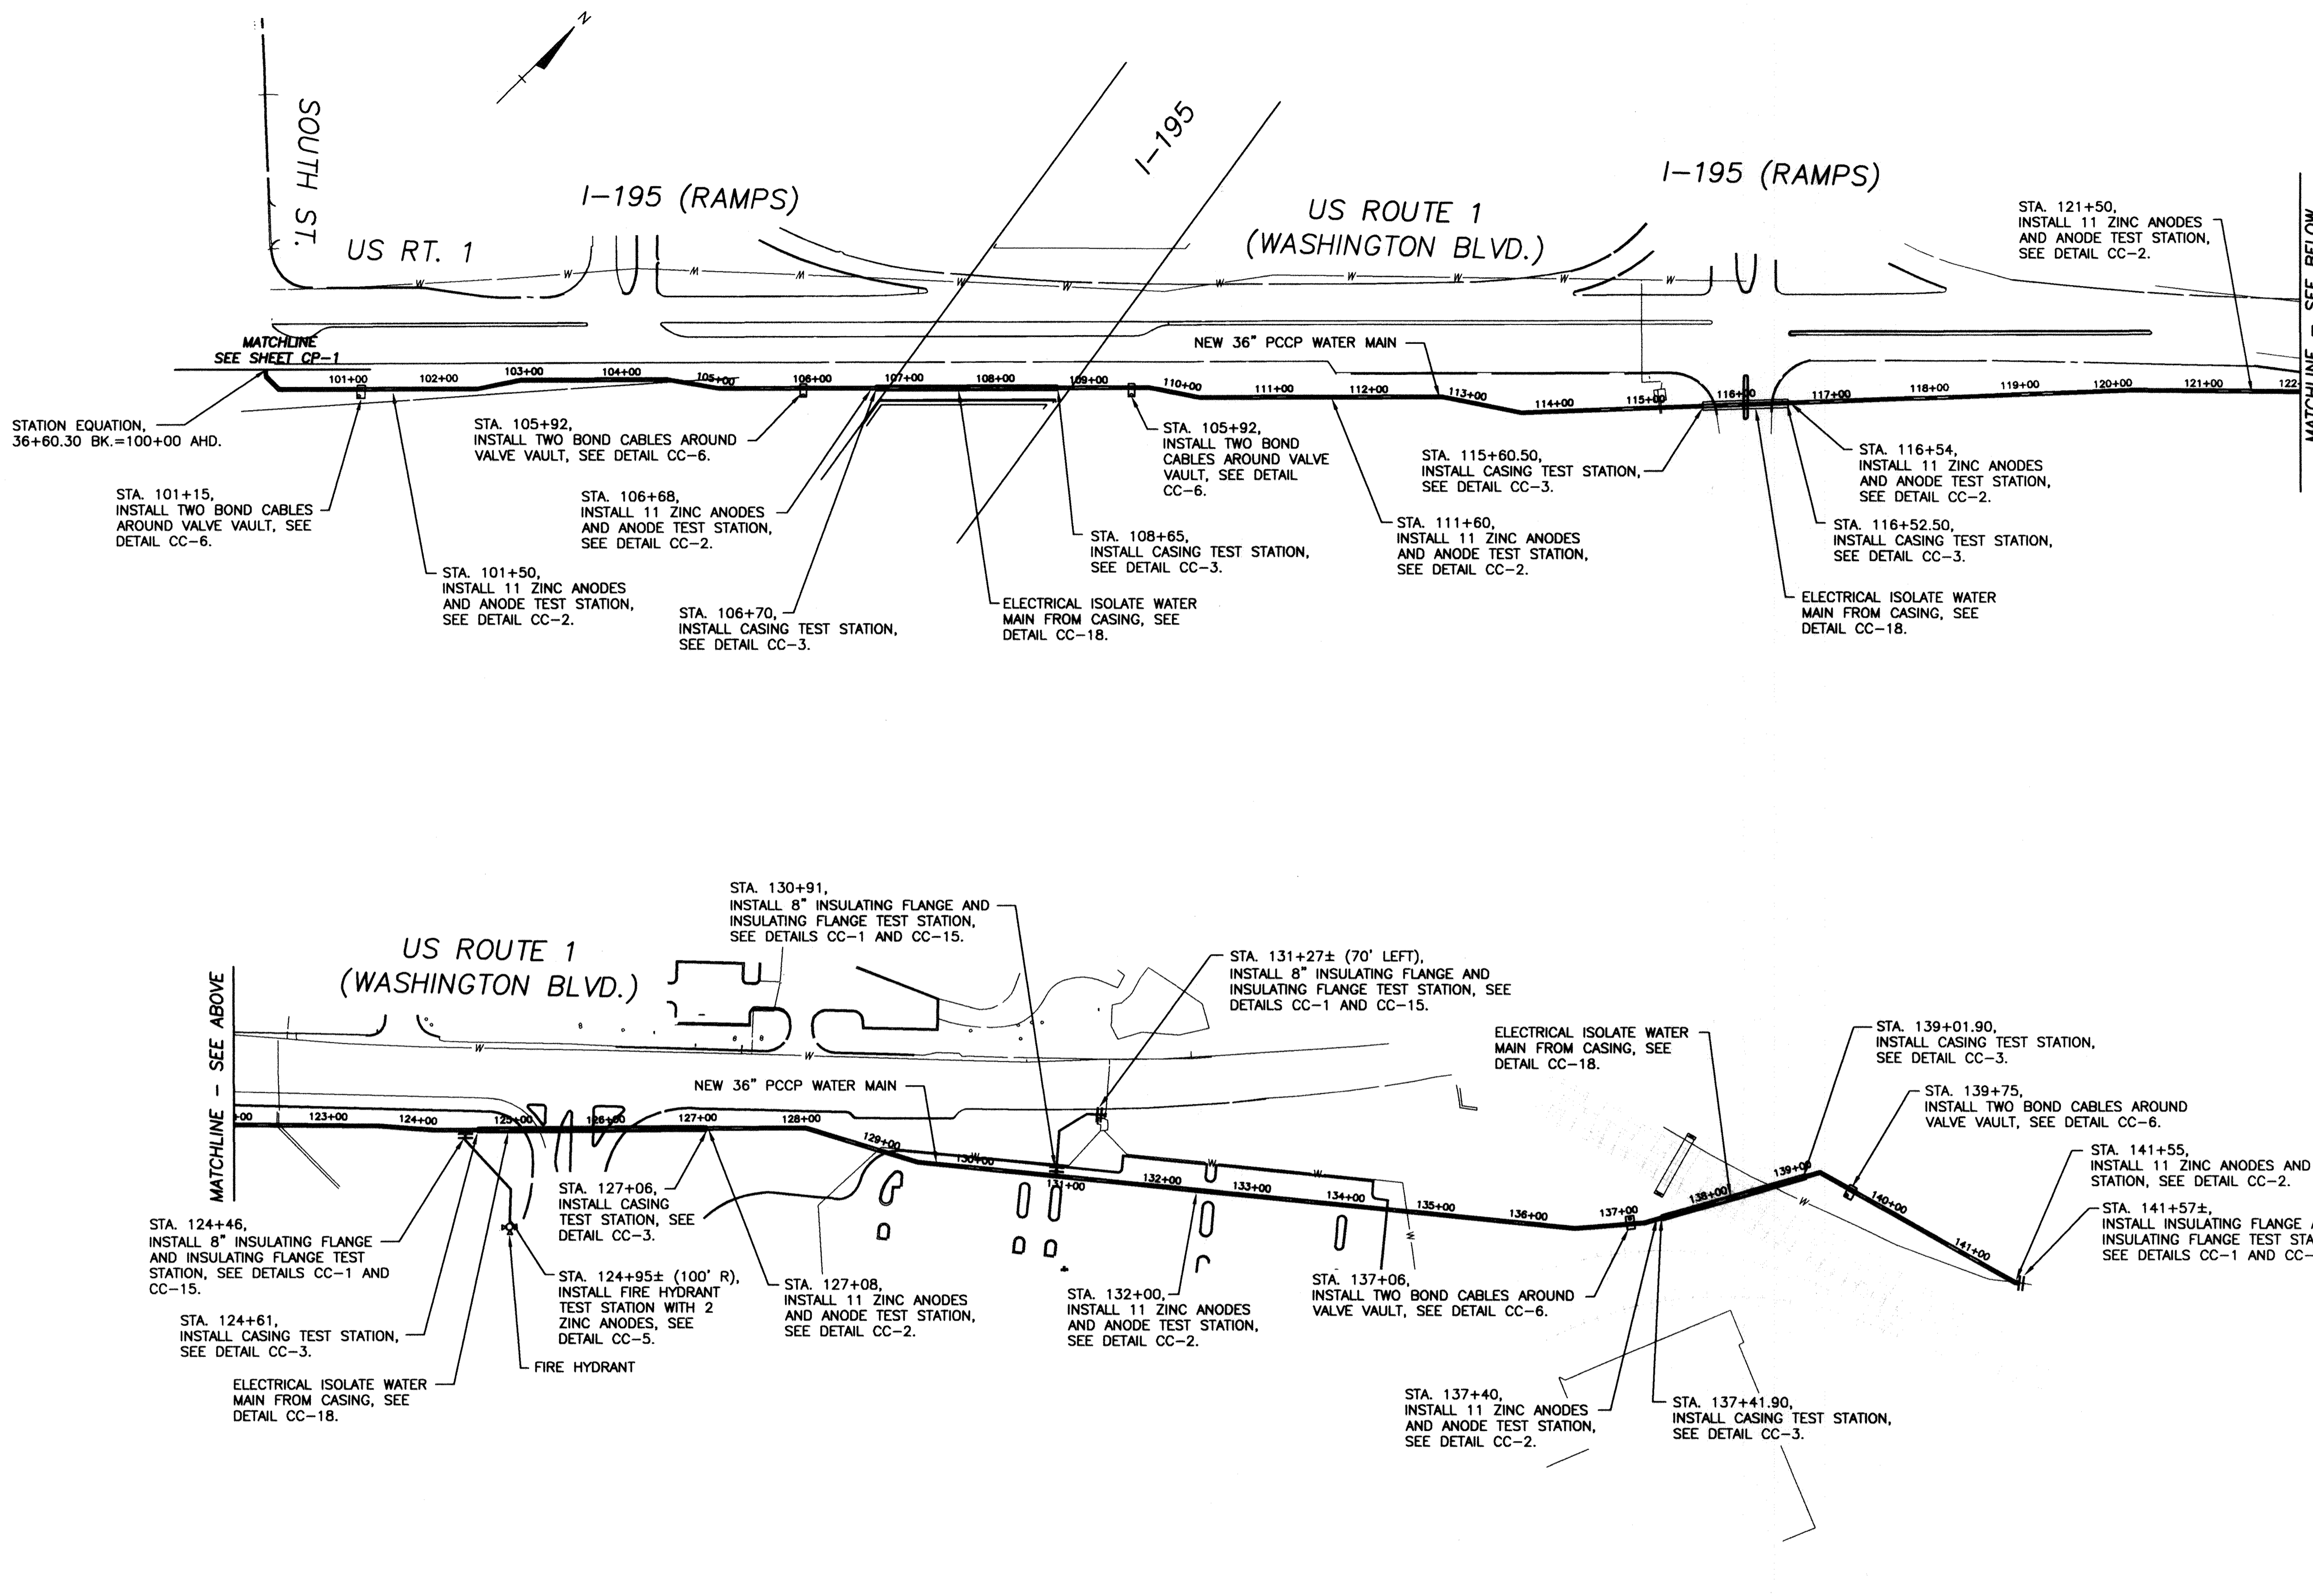 N
SOUTH ST.
I-195 (RAMPS)
I-195
I-195 (RAMPS)
US RT. 1
US ROUTE 1
(WASHINGTON BLVD.)
STA. 121+50,
INSTALL 11 ZINC ANODES
AND ANODE TEST STATION,
SEE DETAIL CC-2.
W W W W W W W W W W W
MATCHLINE
SEE SHEET CP-1
NEW 36" PCCP WATER MAIN
MATCHLINE - SEE BELOW
101+00 102+00 103+00 104+00 105+00 106+00 107+00 108+00 109+00 110+00 111+00 112+00 113+00 114+00 115+00 116+00 117+00 118+00 119+00 120+00 121+00 122+
STATION EQUATION,
36+60.30 BK.=100+00 AHD.
STA. 101+15,
INSTALL TWO BOND CABLES
AROUND VALVE VAULT, SEE
DETAIL CC-6.
STA. 101+50,
INSTALL 11 ZINC ANODES
AND ANODE TEST STATION,
SEE DETAIL CC-2.
STA. 105+92,
INSTALL TWO BOND CABLES AROUND
VALVE VAULT, SEE DETAIL CC-6.
STA. 106+68,
INSTALL 11 ZINC ANODES
AND ANODE TEST STATION,
SEE DETAIL CC-2.
STA. 106+70,
INSTALL CASING TEST STATION,
SEE DETAIL CC-3.
ELECTRICAL ISOLATE WATER
MAIN FROM CASING, SEE
DETAIL CC-18.
STA. 108+65,
INSTALL CASING TEST STATION,
SEE DETAIL CC-3.
STA. 105+92,
INSTALL TWO BOND
CABLES AROUND VALVE
VAULT, SEE DETAIL
CC-6.
STA. 111+60,
INSTALL 11 ZINC ANODES
AND ANODE TEST STATION,
SEE DETAIL CC-2.
STA. 115+60.50,
INSTALL CASING TEST STATION,
SEE DETAIL CC-3.
STA. 116+54,
INSTALL 11 ZINC ANODES
AND ANODE TEST STATION,
SEE DETAIL CC-2.
STA. 116+52.50,
INSTALL CASING TEST STATION,
SEE DETAIL CC-3.
ELECTRICAL ISOLATE WATER
MAIN FROM CASING, SEE
DETAIL CC-18.
MATCHLINE - SEE ABOVE
US ROUTE 1
(WASHINGTON BLVD.)
STA. 130+91,
INSTALL 8" INSULATING FLANGE AND
INSULATING FLANGE TEST STATION,
SEE DETAILS CC-1 AND CC-15.
STA. 131+27± (70' LEFT),
INSTALL 8" INSULATING FLANGE AND
INSULATING FLANGE TEST STATION, SEE
DETAILS CC-1 AND CC-15.
NEW 36" PCCP WATER MAIN
W W W W W W W
ELECTRICAL ISOLATE WATER
MAIN FROM CASING, SEE
DETAIL CC-18.
STA. 139+01.90,
INSTALL CASING TEST STATION,
SEE DETAIL CC-3.
STA. 139+75,
INSTALL TWO BOND CABLES AROUND
VALVE VAULT, SEE DETAIL CC-6.
STA. 141+55,
INSTALL 11 ZINC ANODES AND
STATION, SEE DETAIL CC-2.
STA. 141+57±,
INSTALL INSULATING FLANGE
INSULATING FLANGE TEST STA
SEE DETAILS CC-1 AND CC-
+00 123+00 124+00 125+00 126+00 127+00 128+00 129+00 130+00 131+00 132+00 133+00 134+00 135+00 136+00 137+00 138+00 139+00 140+00 141+00
STA. 124+46,
INSTALL 8" INSULATING FLANGE
AND INSULATING FLANGE TEST
STATION, SEE DETAILS CC-1 AND
CC-15.
STA. 124+61,
INSTALL CASING TEST STATION,
SEE DETAIL CC-3.
ELECTRICAL ISOLATE WATER
MAIN FROM CASING, SEE
DETAIL CC-18.
STA. 127+06,
INSTALL CASING
TEST STATION, SEE
DETAIL CC-3.
STA. 124+95± (100' R),
INSTALL FIRE HYDRANT
TEST STATION WITH 2
ZINC ANODES, SEE
DETAIL CC-5.
FIRE HYDRANT
STA. 127+08,
INSTALL 11 ZINC ANODES
AND ANODE TEST STATION,
SEE DETAIL CC-2.
STA. 132+00,
INSTALL 11 ZINC ANODES
AND ANODE TEST STATION,
SEE DETAIL CC-2.
STA. 137+06,
INSTALL TWO BOND CABLES AROUND
VALVE VAULT, SEE DETAIL CC-6.
STA. 137+40,
INSTALL 11 ZINC ANODES
AND ANODE TEST STATION,
SEE DETAIL CC-2.
STA. 137+41.90,
INSTALL CASING TEST STATION,
SEE DETAIL CC-3.